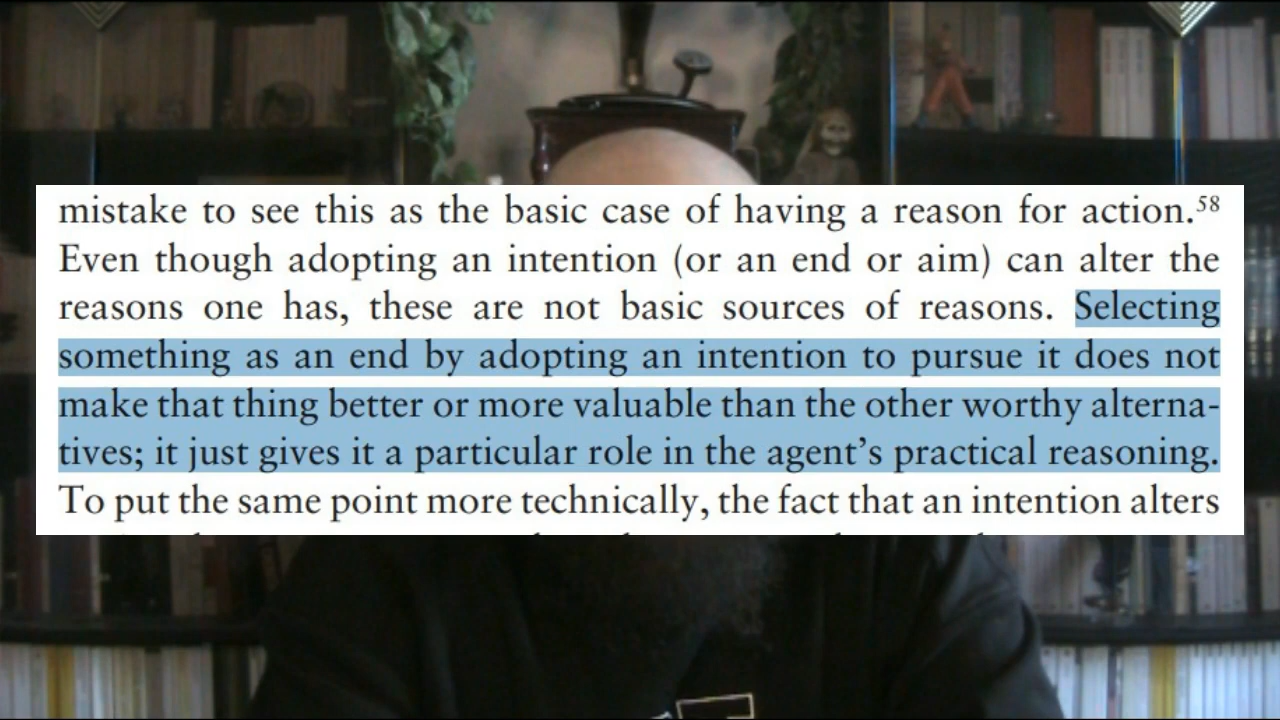 mistake to see this as the basic case of having a reason for action.⁵⁸
Even though adopting an intention (or an end or aim) can alter the
reasons one has, these are not basic sources of reasons. Selecting
something as an end by adopting an intention to pursue it does not
make that thing better or more valuable than the other worthy alterna-
tives; it just gives it a particular role in the agent's practical reasoning.
To put the same point more technically, the fact that an intention alters